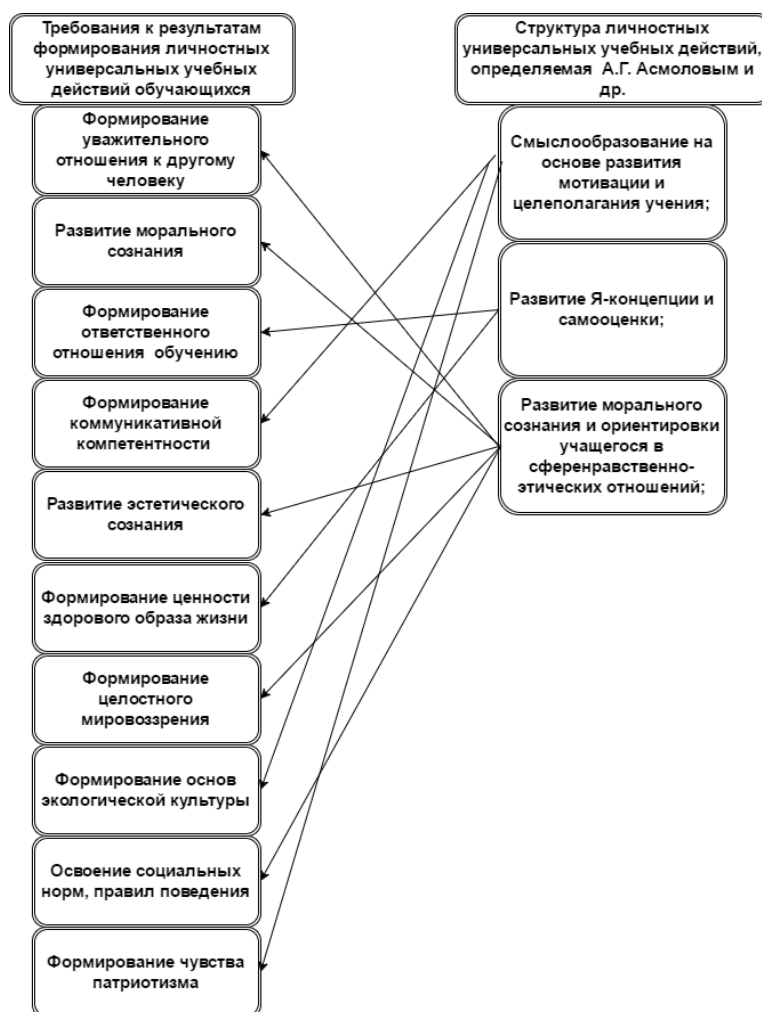 Требования к результатам
формирования личностных
универсальных учебных
действий обучающихся
Формирование
уважительного
отношения к другому
человеку
Развитие морального
сознания
Формирование
ответственного
отношения обучению
Формирование
коммуникативной
компетентности
Развитие эстетического
сознания
Формирование ценности
здорового образа жизни
Формирование
целостного
мировоззрения
Формирование основ
экологической культуры
Освоение социальных
норм, правил поведения
Формирование чувства
патриотизма
Структура личностных
универсальных учебных действий,
определяемая А.Г. Асмоловым и
др.
Смыслообразование на
основе развития
мотивации и
целеполагания учения;
Развитие Я-концепции и
самооценки;
Развитие морального
сознания и ориентировки
учащегося в
сференравственно-
этических отношений;